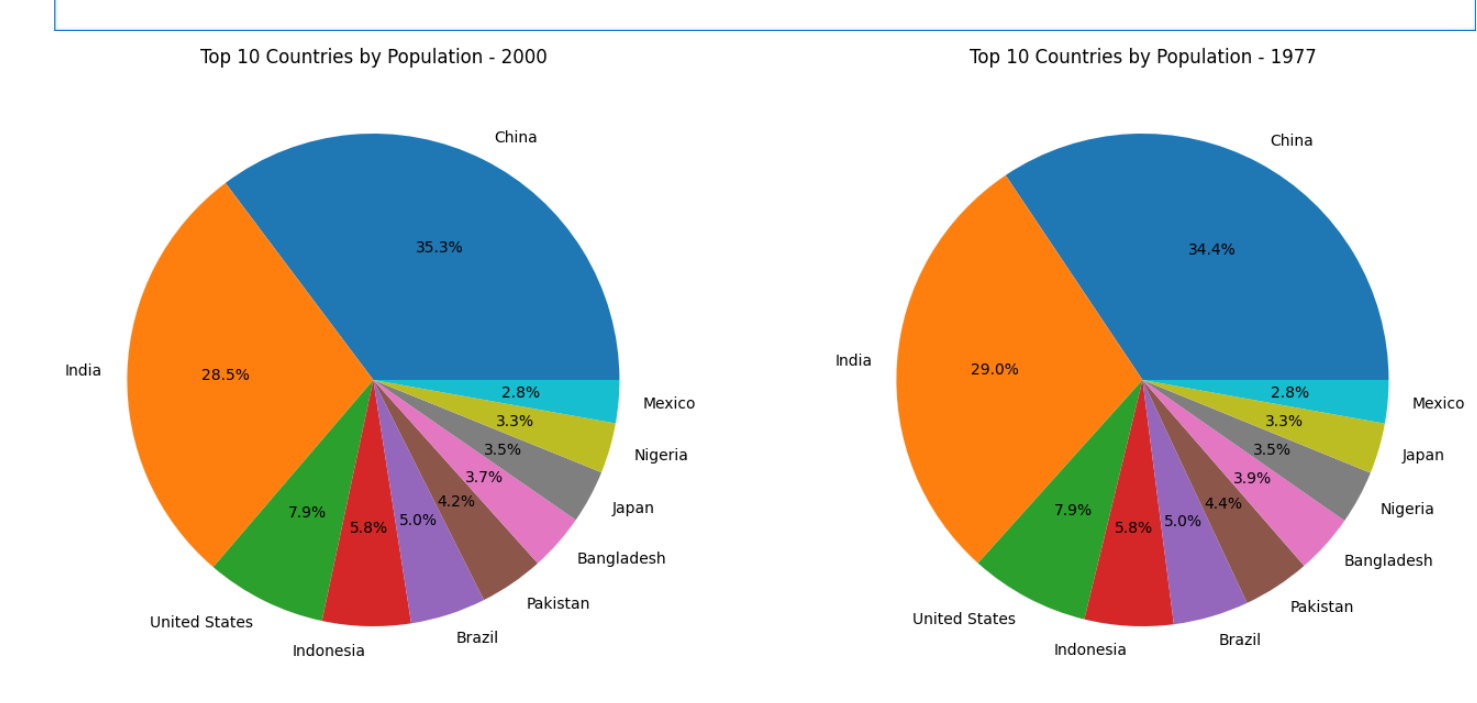 Top 10 Countries by Population - 2000
China
35.3%
India
28.5%
United States
7.9%
Indonesia
5.8%
Brazil
5.0%
Pakistan
4.2%
Bangladesh
3.7%
Japan
3.5%
Nigeria
3.3%
Mexico
2.8%
Top 10 Countries by Population - 1977
China
34.4%
India
29.0%
United States
7.9%
Indonesia
5.8%
Brazil
5.0%
Pakistan
4.4%
Bangladesh
3.9%
Nigeria
3.5%
Japan
3.3%
Mexico
2.8%